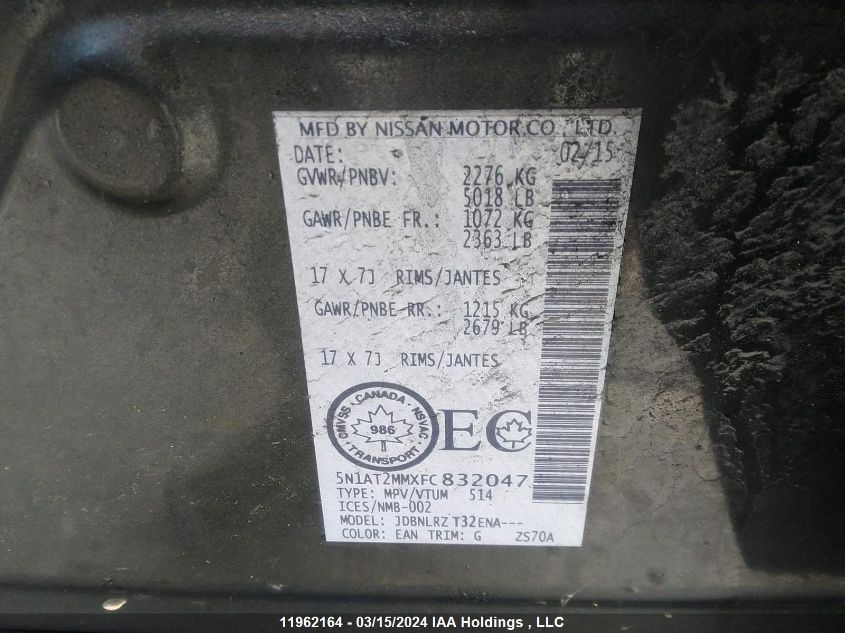 MFD BY NISSAN MOTOR CO., LTD.
DATE: 02/15
GVWR/PNBV: 2276 KG
5018 LB
GAWR/PNBE FR.: 1072 KG
2363 LB
17 X 7J RIMS/JANTES
GAWR/PNBE RR.: 1215 KG
2679 LB
17 X 7J RIMS/JANTES
CANADA
CMVSS 986 NSVAC
TRANSPORT
EC
5N1AT2MMXFC832047
TYPE: MPV/VTUM 514
ICES/NMB-002
MODEL: JDBNLRZ T32ENA---
COLOR: EAN TRIM: G ZS70A
11962164 - 03/15/2024 IAA Holdings , LLC